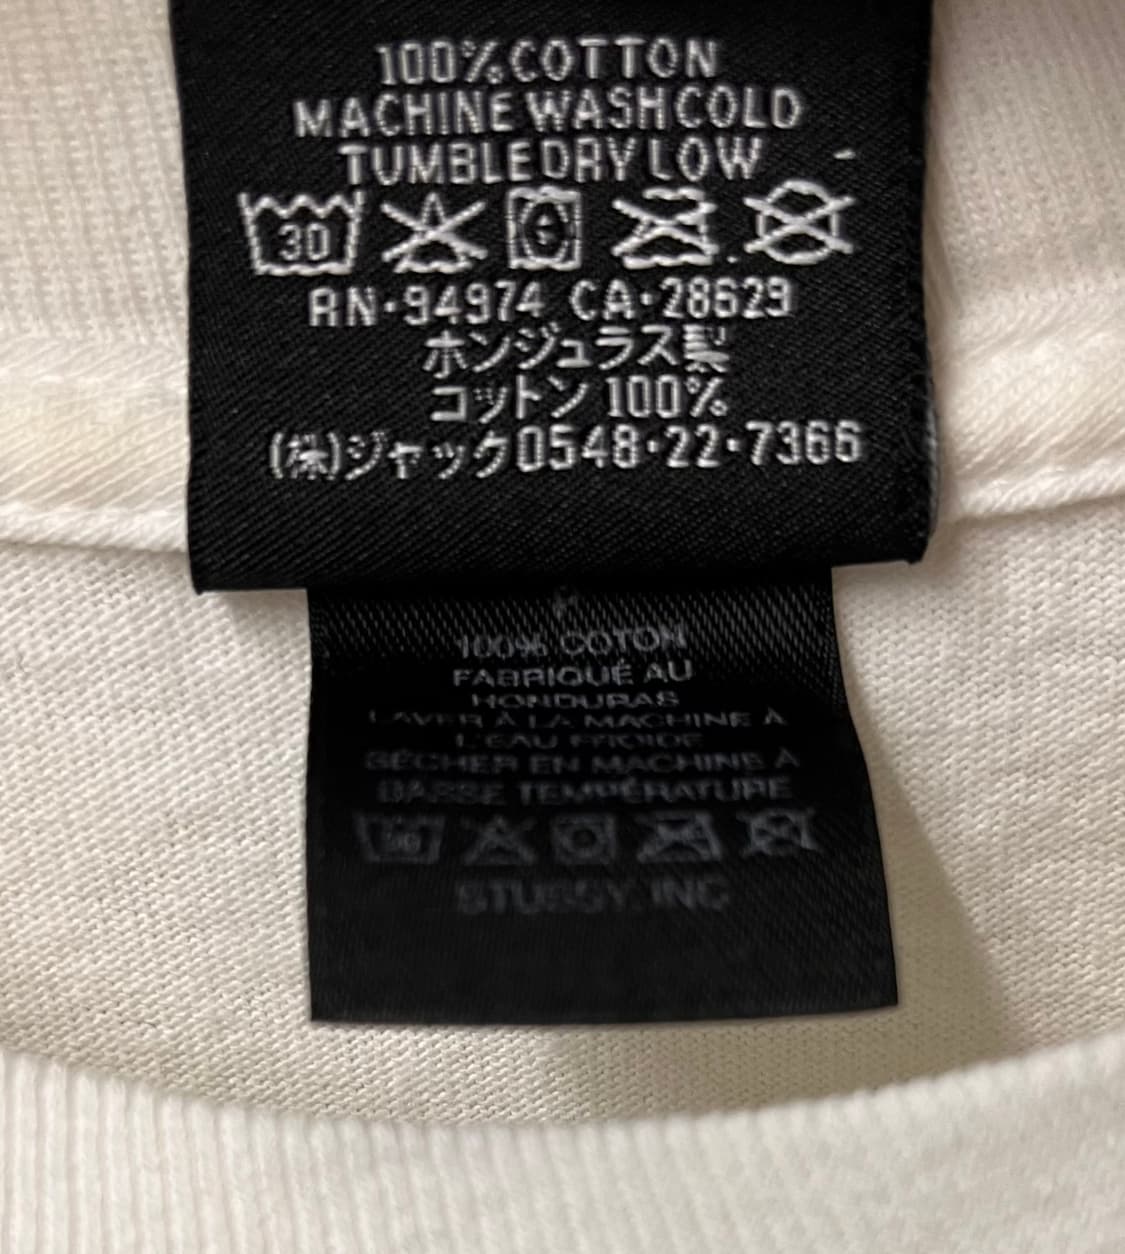 100% COTTON
MACHINE WASH COLD
TUMBLE DRY LOW
30
RN·94974 CA·28629
ホンジュラス製
コットン 100%
(株)ジャック0548·22·7366
100% COTON
FABRIQUÉ AU
HONDURAS
LAVER À LA MACHINE À
L'EAU FROIDE
SÉCHER EN MACHINE À
BASSE TEMPÉRATURE
30
STUSSY, INC